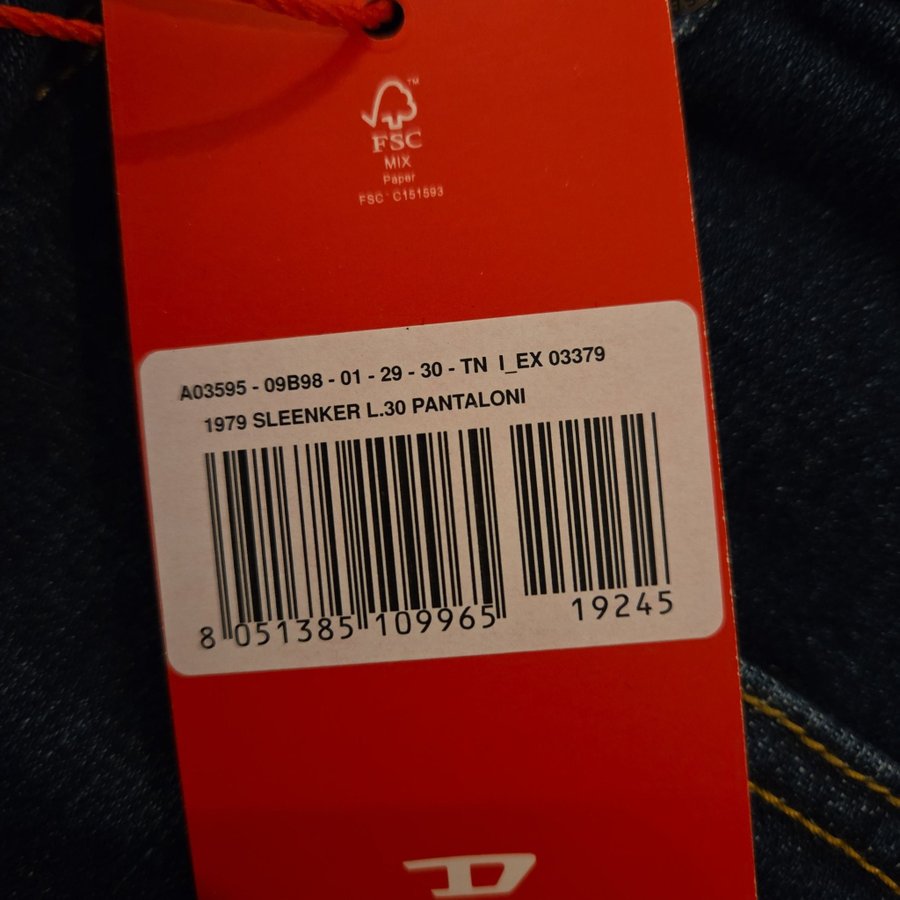 FSC™
MIX
Paper
FSC® C151593
A03595 - 09B98 - 01 - 29 - 30 - TN I_EX 03379
1979 SLEENKER L.30 PANTALONI
8 051385 109965 19245
D